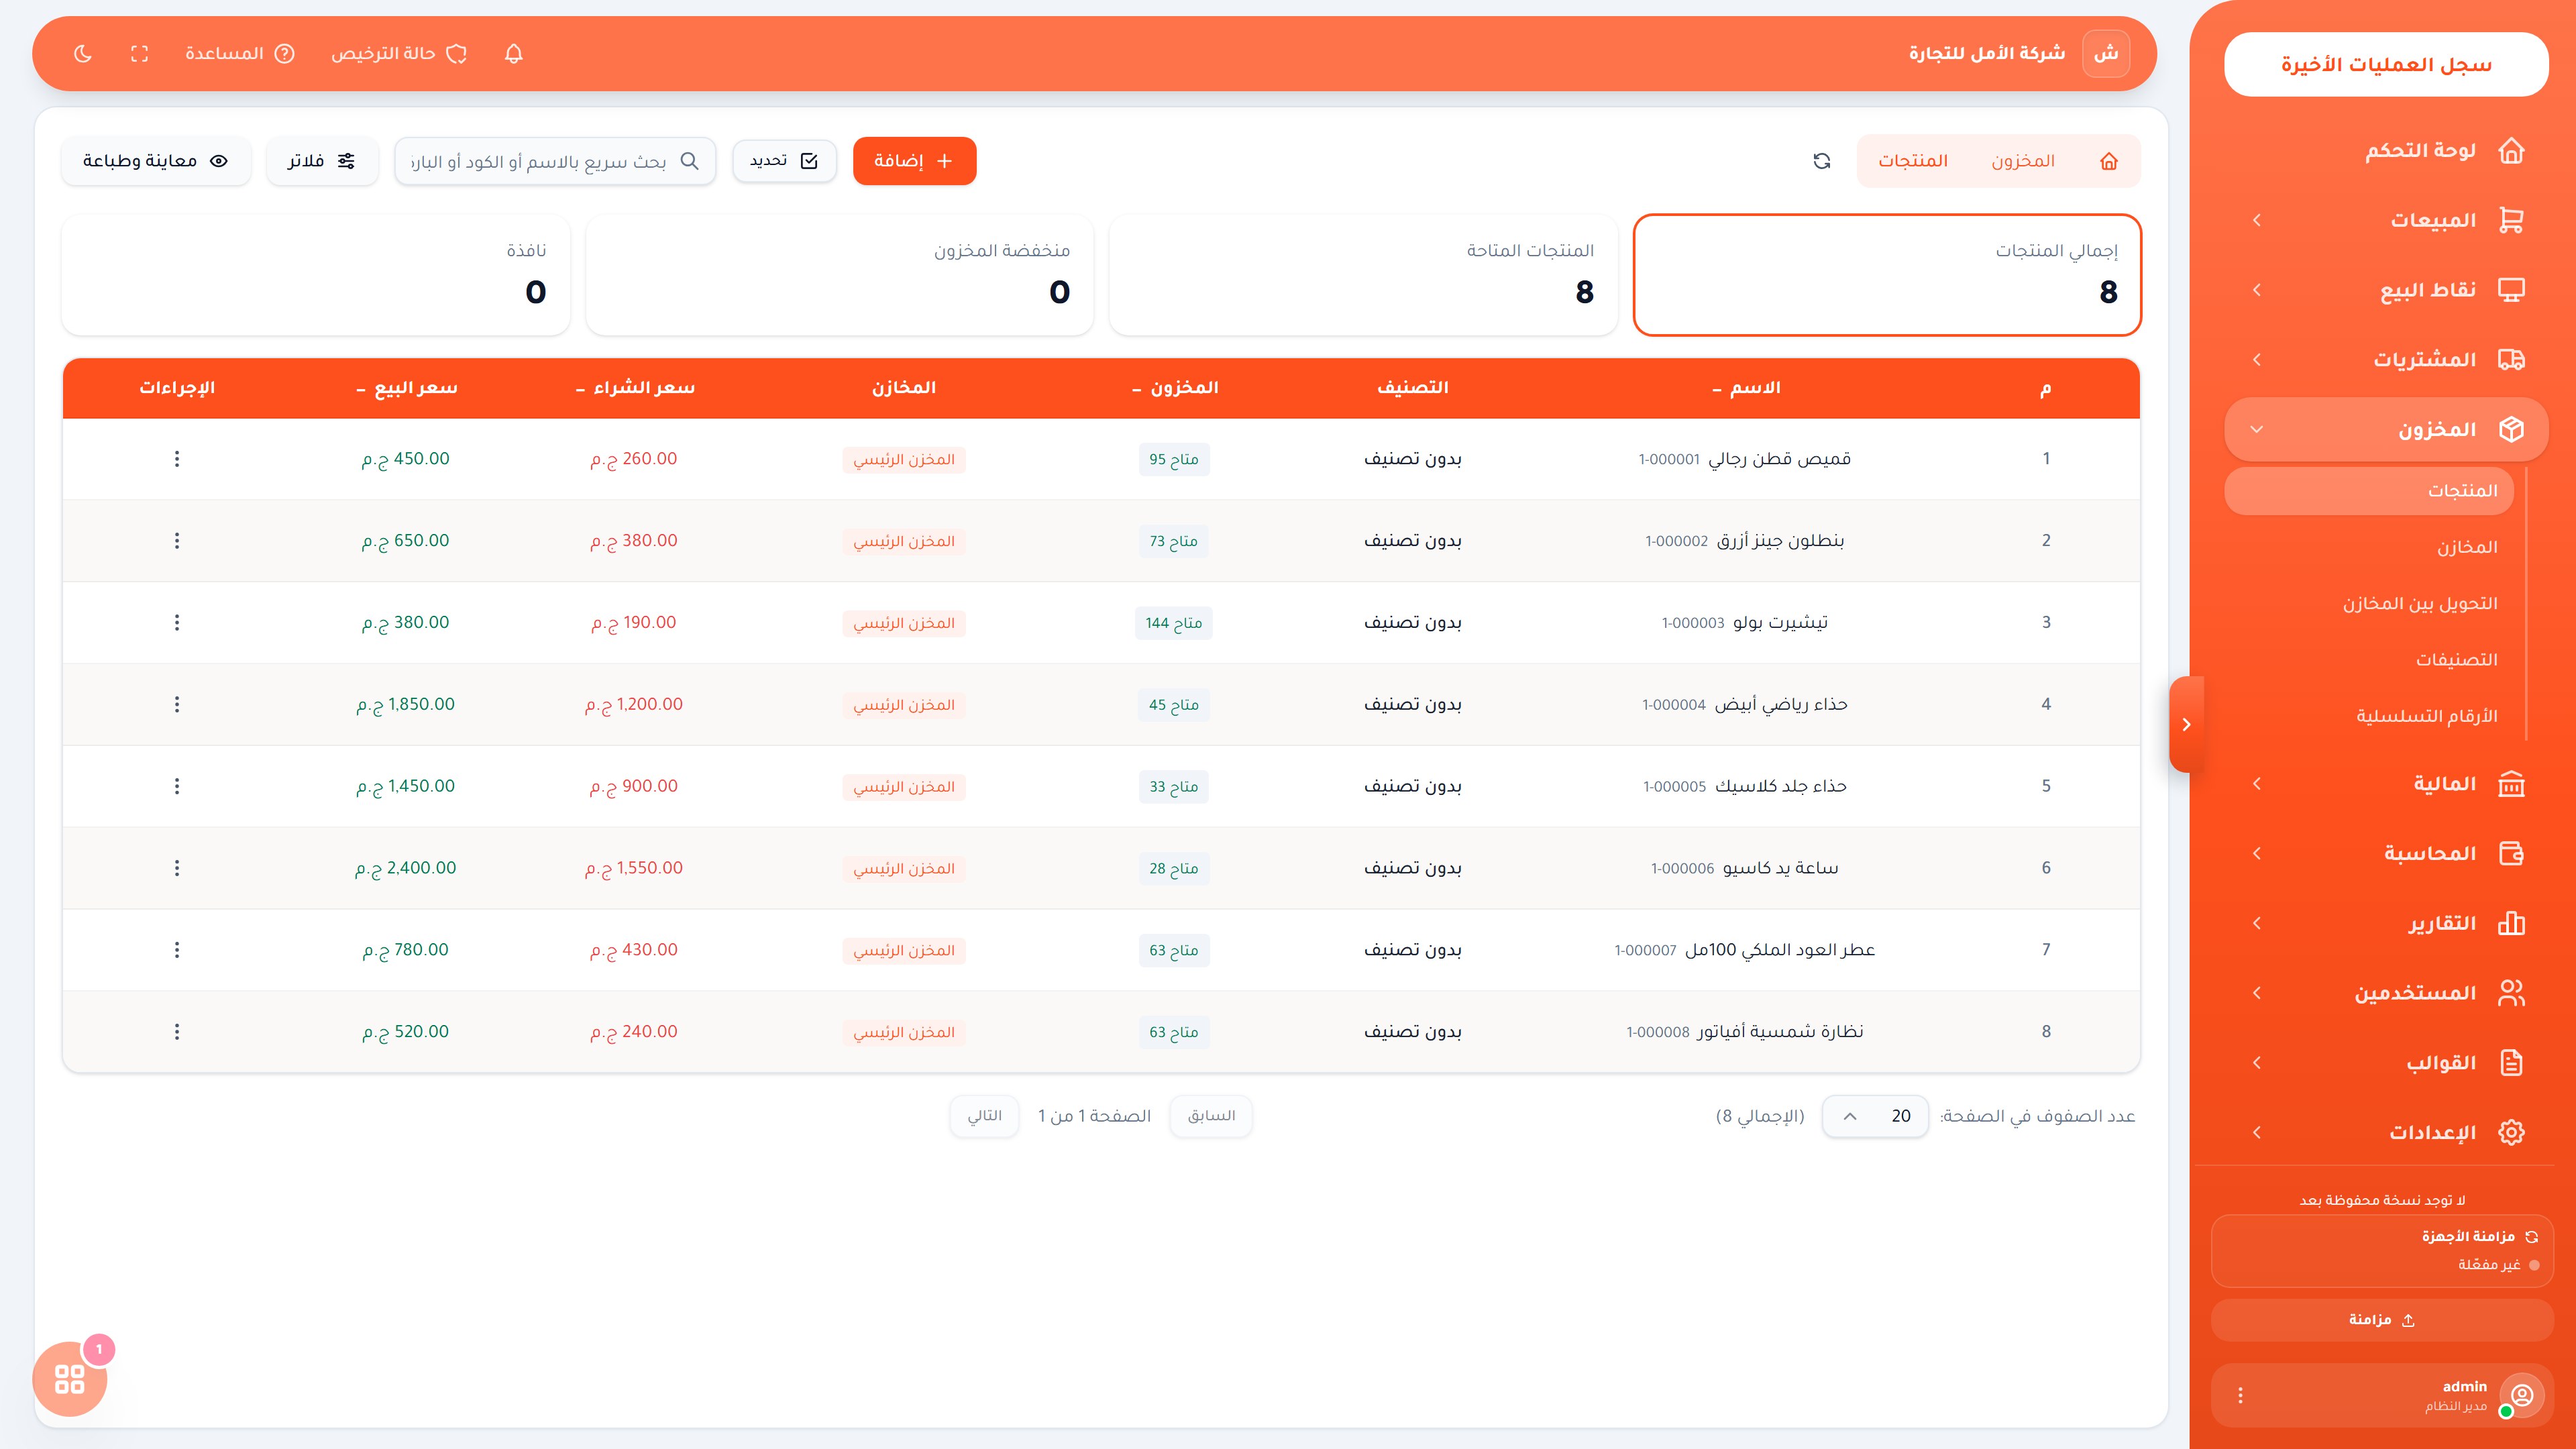 سجل العمليات الأخيرة
لوحة التحكم
المبيعات
نقاط البيع
المشتريات
المخزون
المنتجات
المخازن
التحويل بين المخازن
التصنيفات
الأرقام التسلسلية
المالية
المحاسبة
التقارير
المستخدمين
القوالب
الإعدادات
لا توجد نسخة محفوظة بعد
مزامنة الأجهزة
غير مفعّلة
مزامنة
admin
مدير النظام
ش شركة الأمل للتجارة
حالة الترخيص
المساعدة
المخزون المنتجات
إضافة
تحديد
بحث سريع بالاسم أو الكود أو البار
فلاتر
معاينة وطباعة
إجمالي المنتجات
8
المنتجات المتاحة
8
منخفضة المخزون
0
نافذة
0
م الاسم – التصنيف المخزون – المخازن سعر الشراء – سعر البيع – الإجراءات
1 قميص قطن رجالي 1-000001 بدون تصنيف متاح 95 المخزن الرئيسي 260.00 ج.م 450.00 ج.م
2 بنطلون جينز أزرق 1-000002 بدون تصنيف متاح 73 المخزن الرئيسي 380.00 ج.م 650.00 ج.م
3 تيشيرت بولو 1-000003 بدون تصنيف متاح 144 المخزن الرئيسي 190.00 ج.م 380.00 ج.م
4 حذاء رياضي أبيض 1-000004 بدون تصنيف متاح 45 المخزن الرئيسي 1,200.00 ج.م 1,850.00 ج.م
5 حذاء جلد كلاسيك 1-000005 بدون تصنيف متاح 33 المخزن الرئيسي 900.00 ج.م 1,450.00 ج.م
6 ساعة يد كاسيو 1-000006 بدون تصنيف متاح 28 المخزن الرئيسي 1,550.00 ج.م 2,400.00 ج.م
7 عطر العود الملكي 100مل 1-000007 بدون تصنيف متاح 63 المخزن الرئيسي 430.00 ج.م 780.00 ج.م
8 نظارة شمسية أفياتور 1-000008 بدون تصنيف متاح 63 المخزن الرئيسي 240.00 ج.م 520.00 ج.م
عدد الصفوف في الصفحة: 20 (الإجمالي 8)
السابق الصفحة 1 من 1 التالي
1